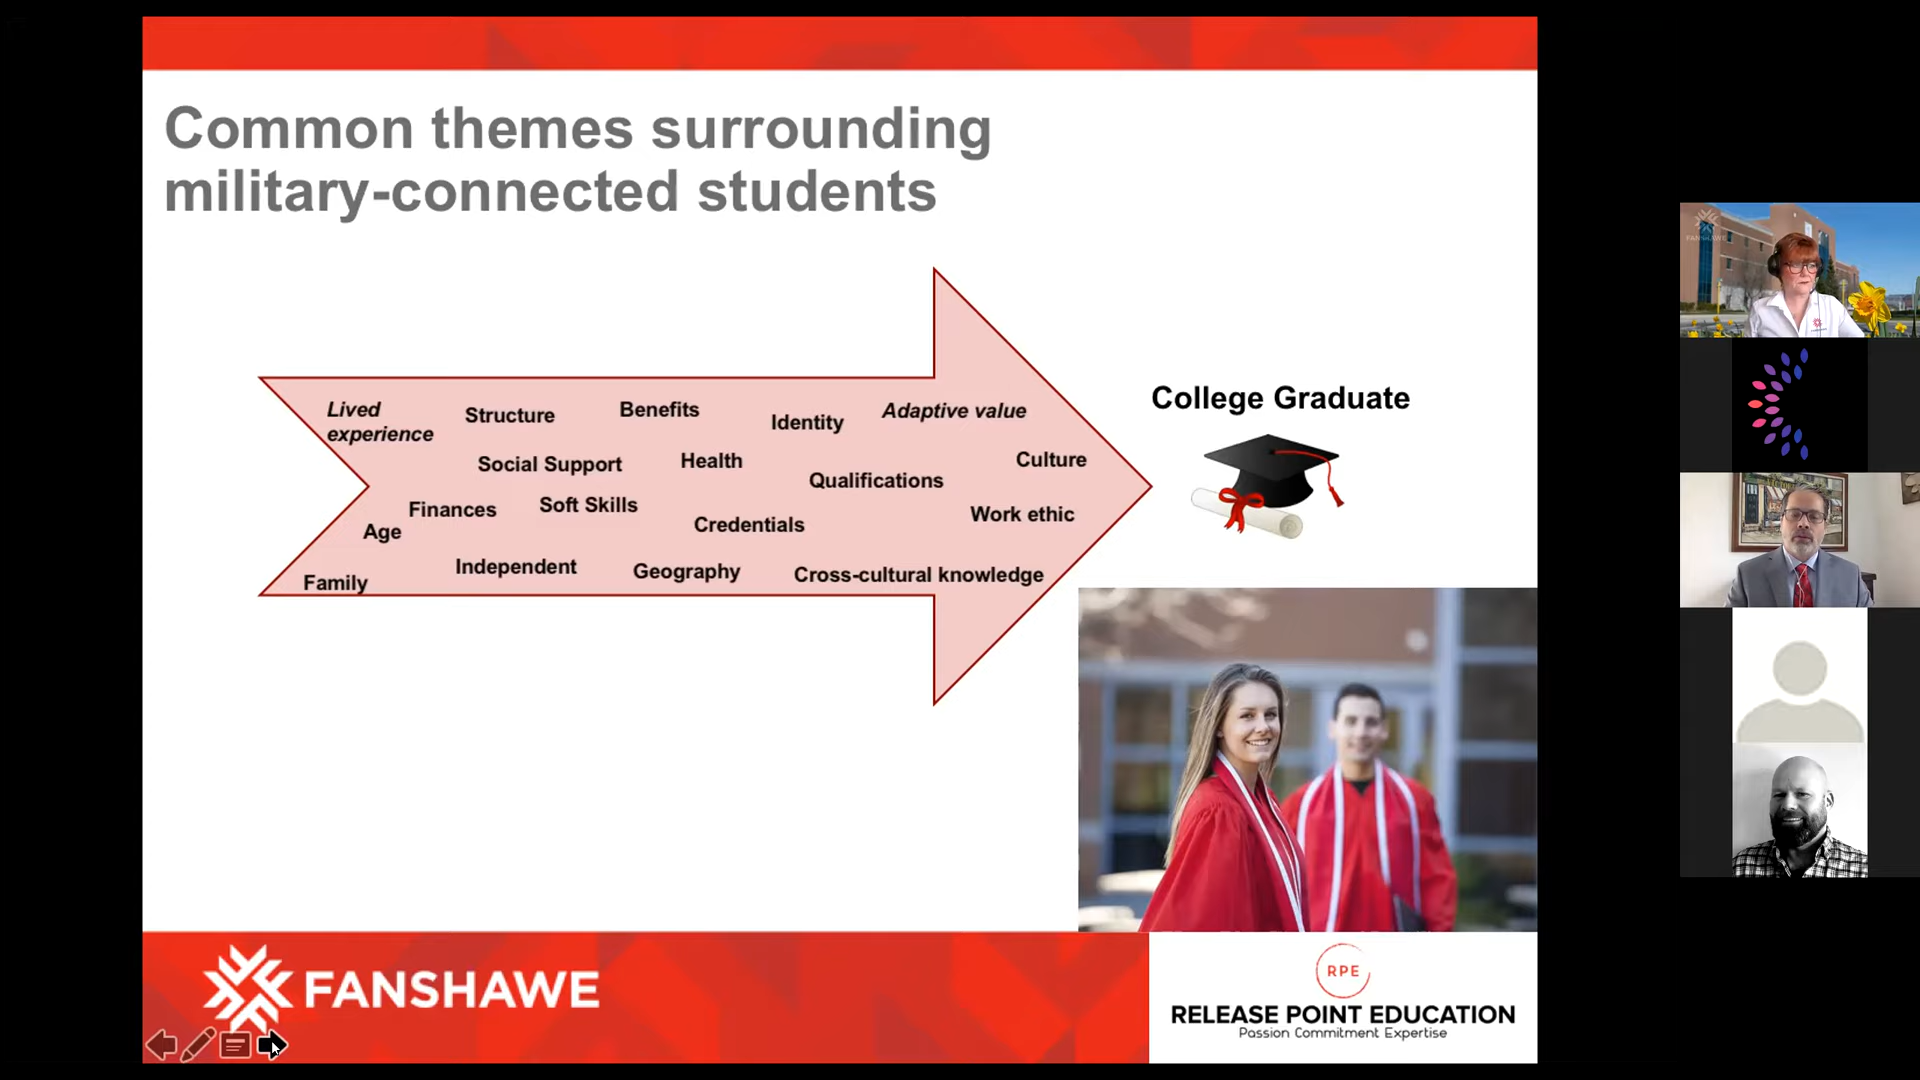 Common themes surrounding
military-connected students
Lived
experience
Structure
Benefits
Identity
Adaptive value
Social Support
Health
Qualifications
Culture
Finances
Soft Skills
Age
Credentials
Work ethic
Family
Independent
Geography
Cross-cultural knowledge
College Graduate
FANSHAWE
RPE
RELEASE POINT EDUCATION
Passion Commitment Expertise
FANSHAWE